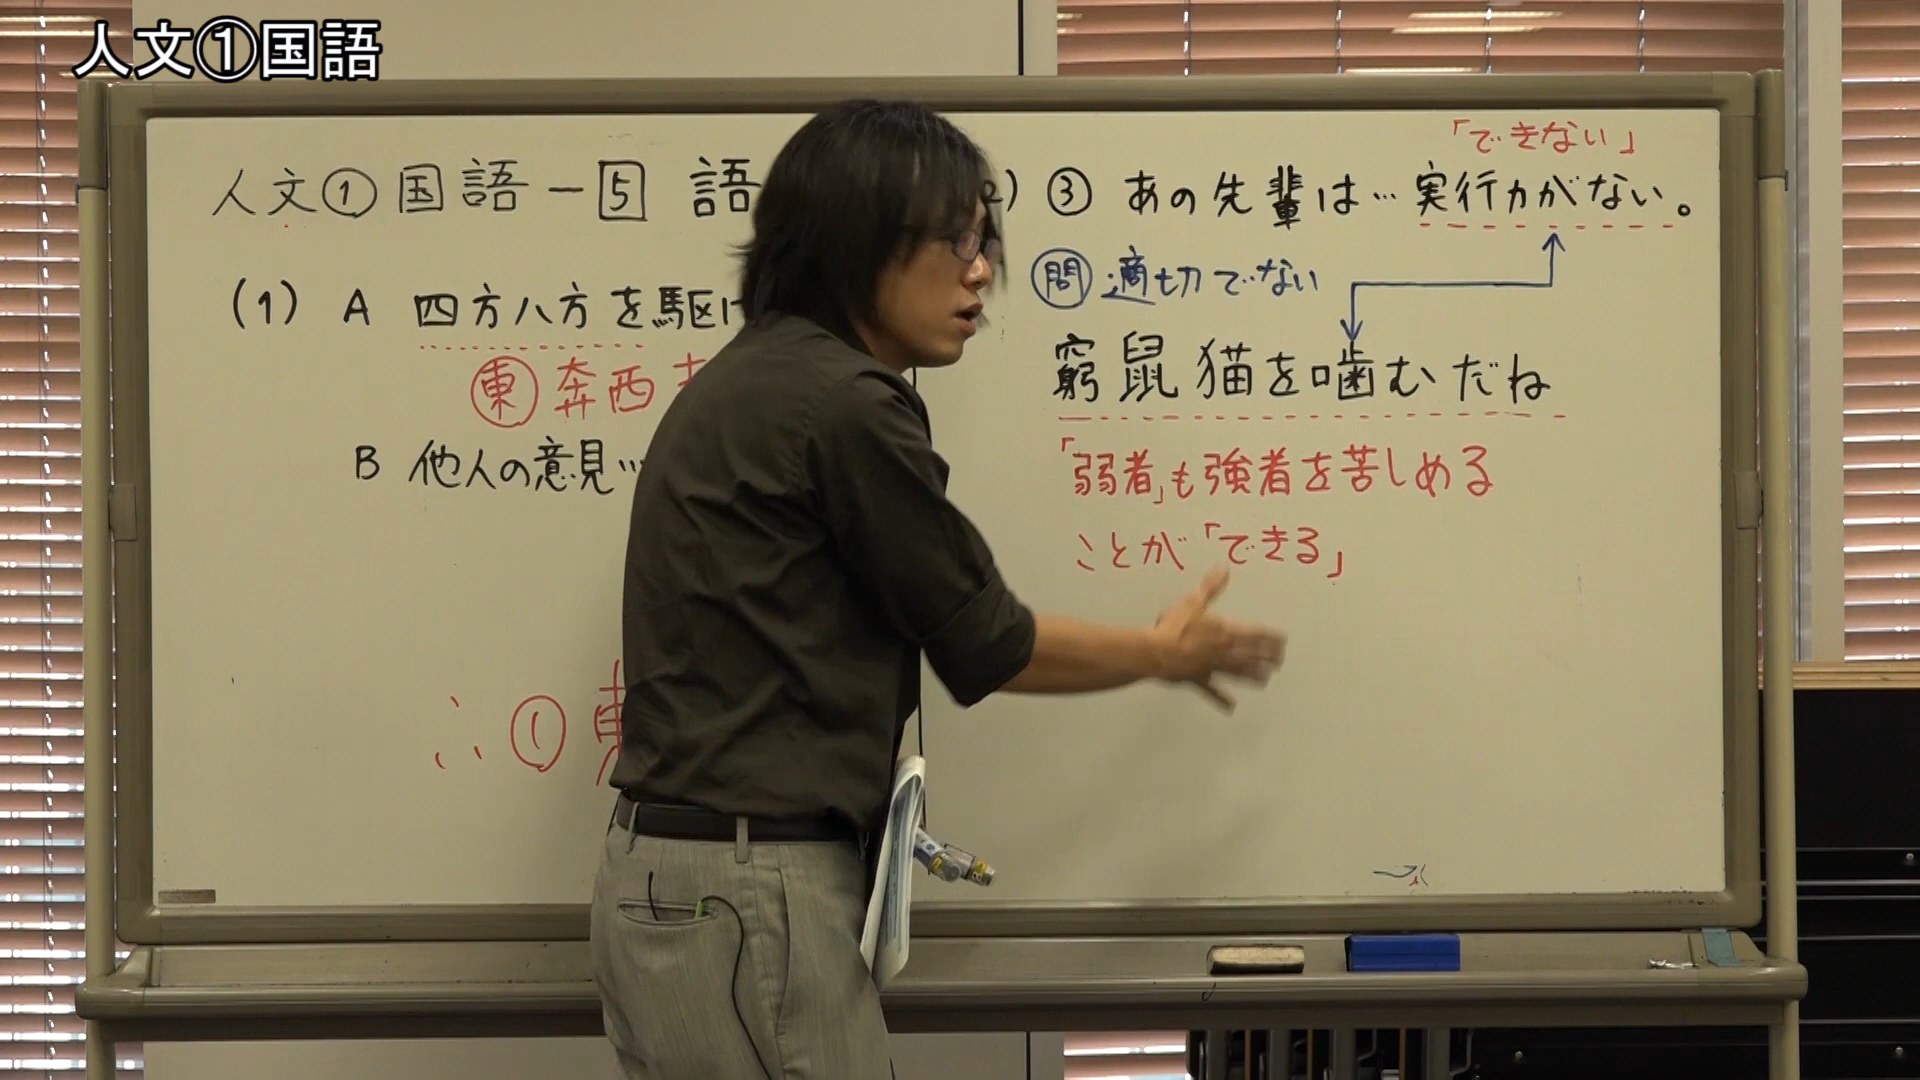 人文①国語
人文①国語－5 語
(1) A 四方八方を駆け
東奔西
B 他人の意見…
∴①東
2) ③ あの先輩は…実行力がない。
「できない」
問 適切でない
窮鼠猫を噛むだね
「弱者」も強者を苦しめる
ことが「できる」